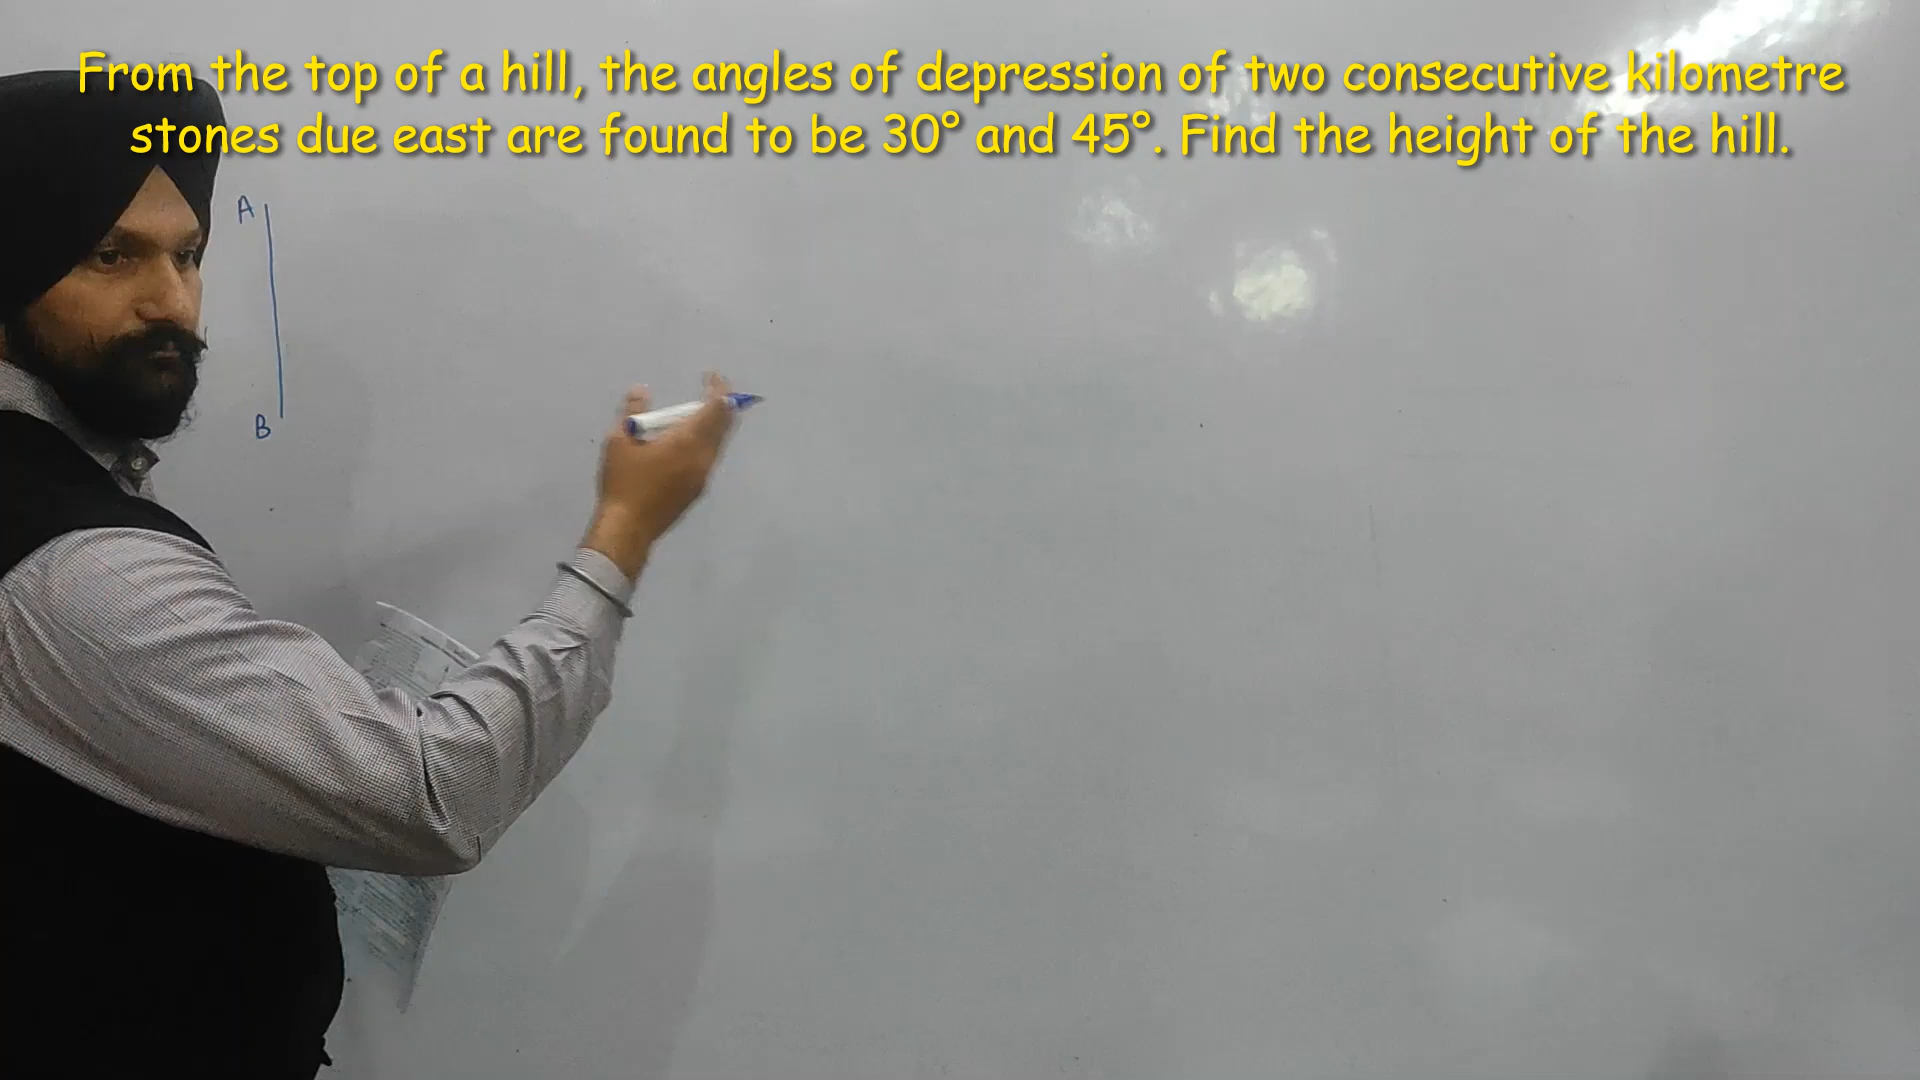 From the top of a hill, the angles of depression of two consecutive kilometre
stones due east are found to be 30° and 45°. Find the height of the hill.
A
B